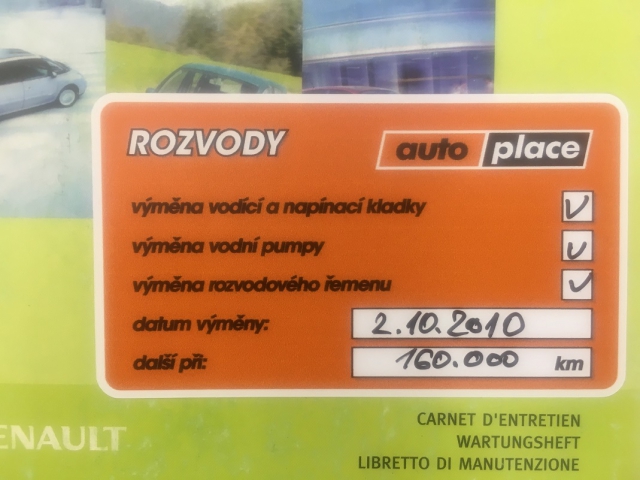 ROZVODY
auto place
výměna vodící a napínací kladky
výměna vodní pumpy
výměna rozvodového řemenu
datum výměny: 2.10.2010
další při: 160.000 km
ENAULT
CARNET D'ENTRETIEN
WARTUNGSHEFT
LIBRETTO DI MANUTENZIONE